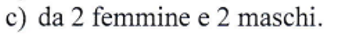 c) da 2 femmine e 2 maschi.